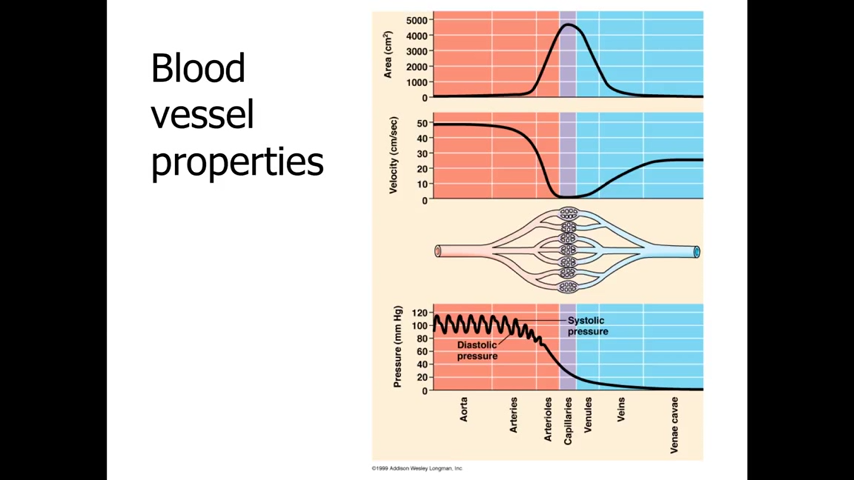 Blood
vessel
properties
Area (cm²)
5000
4000
3000
2000
1000
0
Velocity (cm/sec)
50
40
30
20
10
0
Pressure (mm Hg)
120
100
80
60
40
20
0
Systolic
pressure
Diastolic
pressure
Aorta
Arteries
Arterioles
Capillaries
Venules
Veins
Venae cavae
©1999 Addison Wesley Longman, Inc